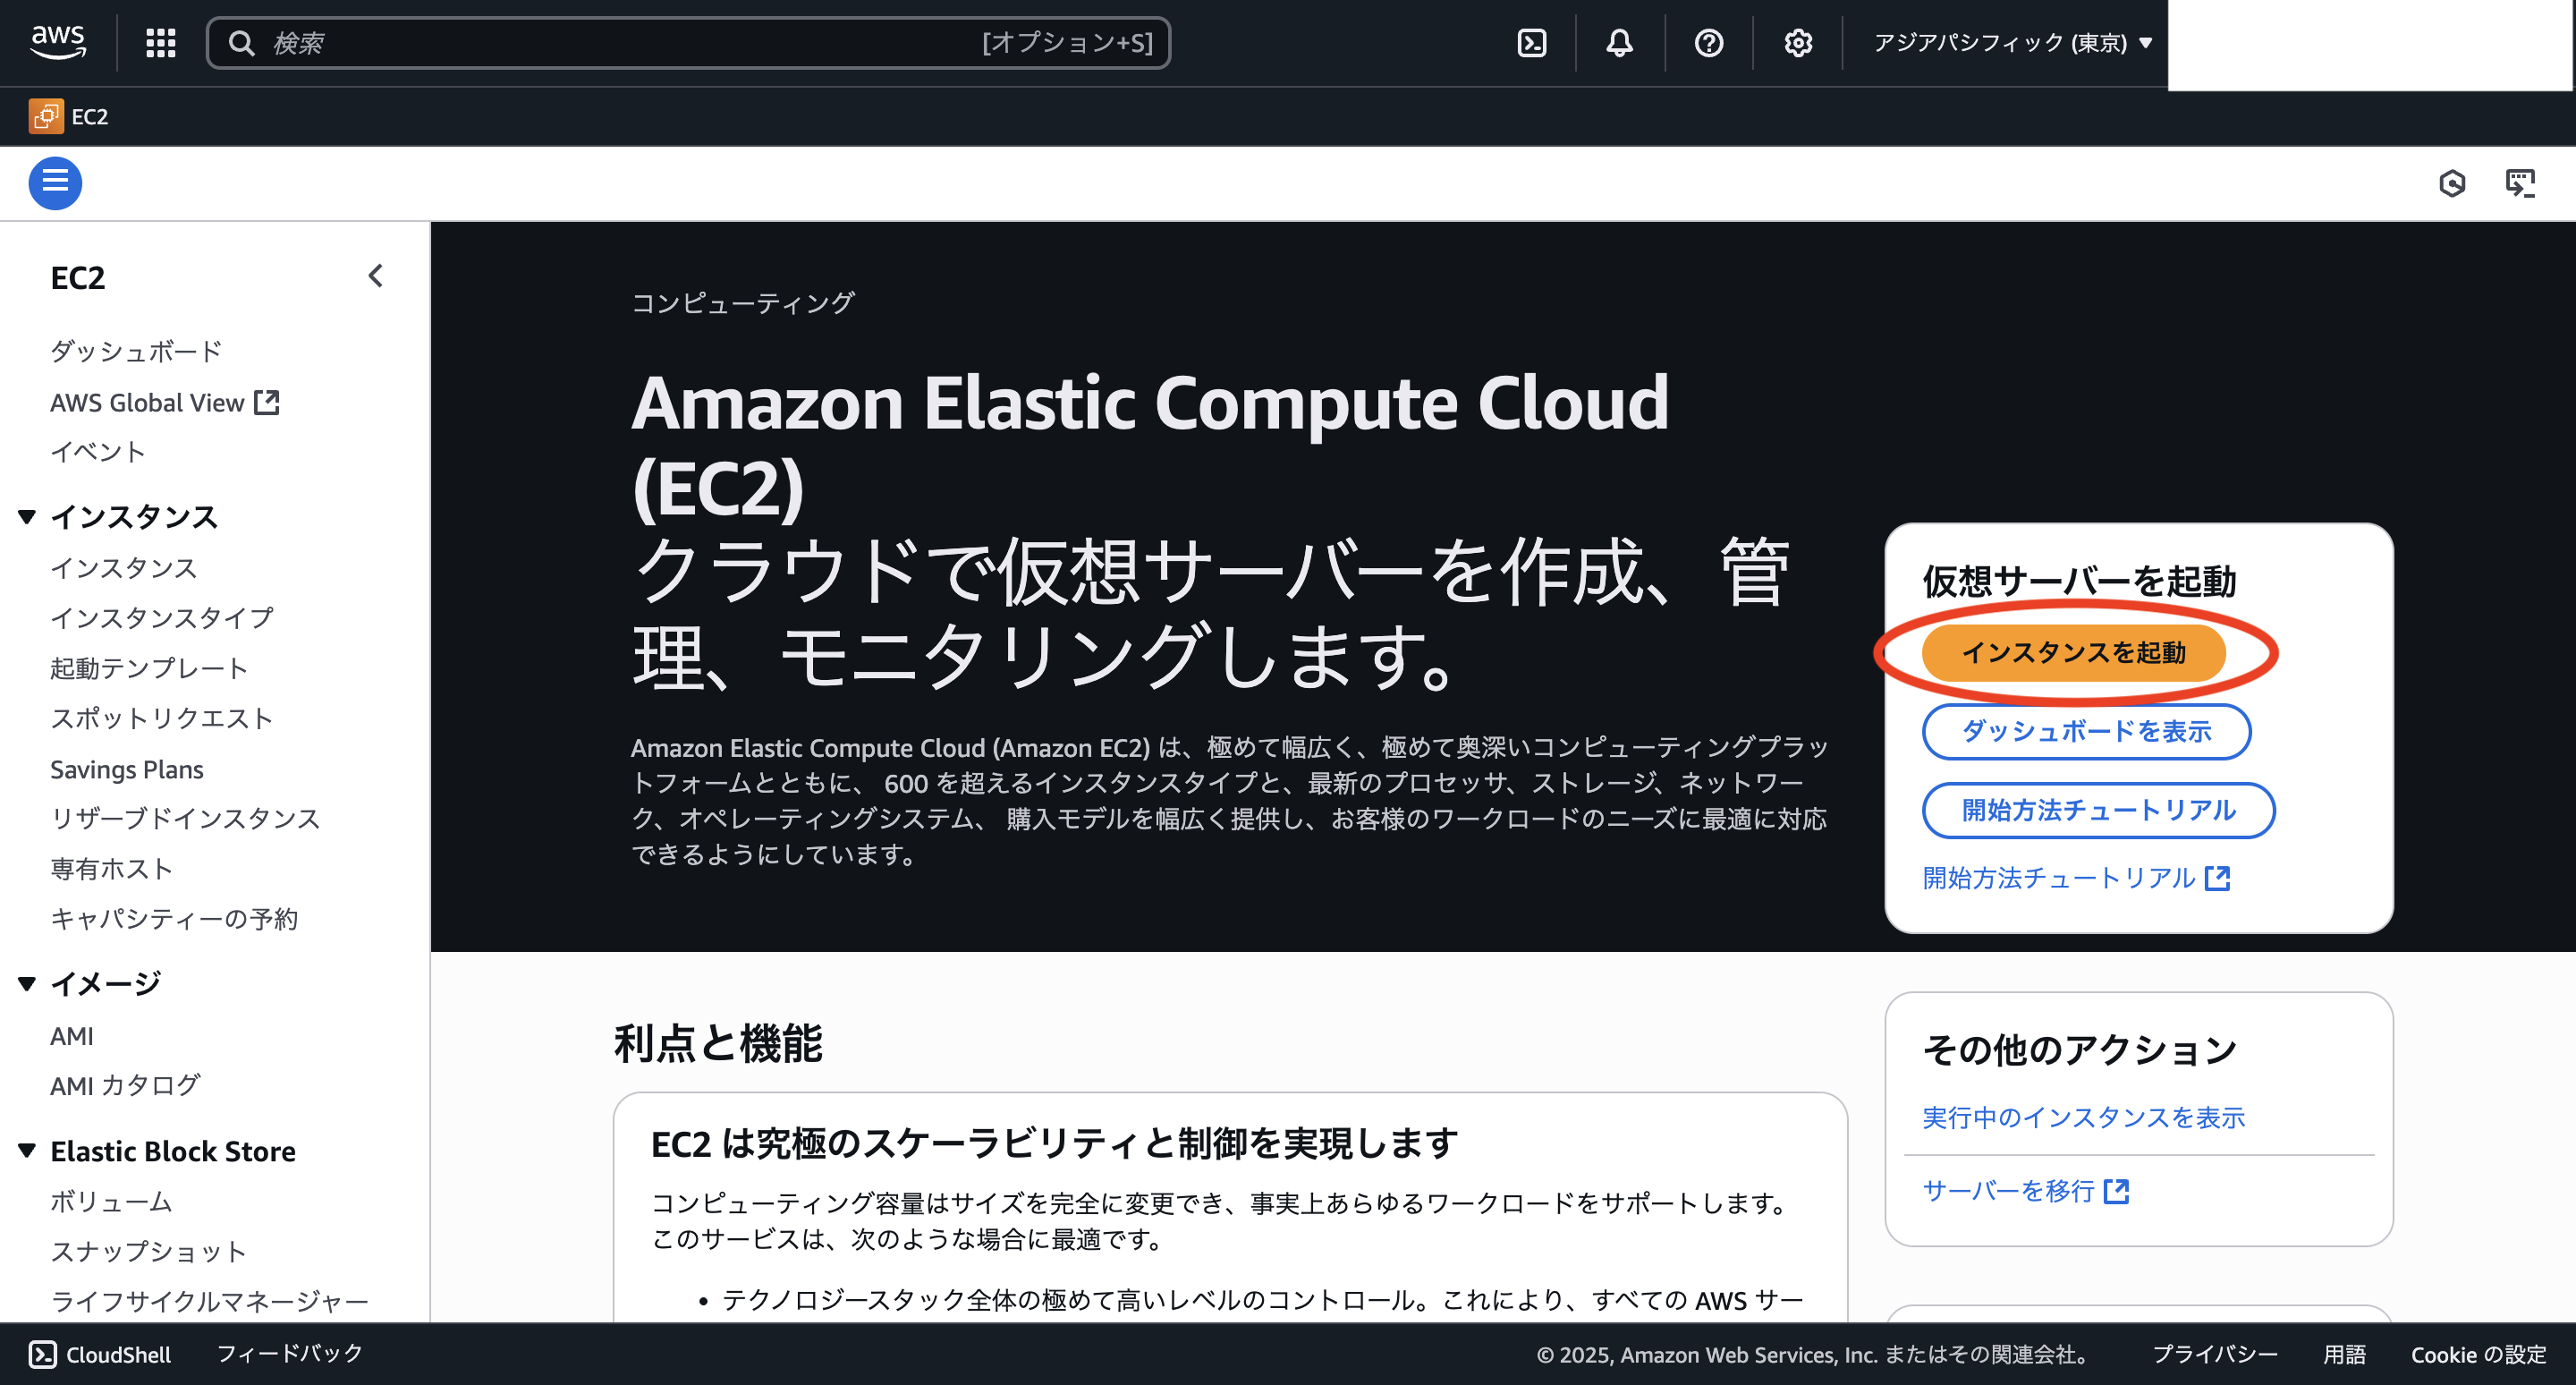 aws
検索
[オプション+S]
アジアパシフィック (東京)
EC2
EC2
ダッシュボード
AWS Global View
イベント
インスタンス
インスタンス
インスタンスタイプ
起動テンプレート
スポットリクエスト
Savings Plans
リザーブドインスタンス
専有ホスト
キャパシティーの予約
イメージ
AMI
AMI カタログ
Elastic Block Store
ボリューム
スナップショット
ライフサイクルマネージャー
コンピューティング
Amazon Elastic Compute Cloud
(EC2)
クラウドで仮想サーバーを作成、管
理、モニタリングします。
Amazon Elastic Compute Cloud (Amazon EC2) は、極めて幅広く、極めて奥深いコンピューティングプラッ
トフォームとともに、 600 を超えるインスタンスタイプと、最新のプロセッサ、ストレージ、ネットワー
ク、オペレーティングシステム、 購入モデルを幅広く提供し、お客様のワークロードのニーズに最適に対応
できるようにしています。
仮想サーバーを起動
インスタンスを起動
ダッシュボードを表示
開始方法チュートリアル
開始方法チュートリアル
利点と機能
EC2 は究極のスケーラビリティと制御を実現します
コンピューティング容量はサイズを完全に変更でき、事実上あらゆるワークロードをサポートします。
このサービスは、次のような場合に最適です。
• テクノロジースタック全体の極めて高いレベルのコントロール。これにより、すべての AWS サー
その他のアクション
実行中のインスタンスを表示
サーバーを移行
CloudShell
フィードバック
© 2025, Amazon Web Services, Inc. またはその関連会社。
プライバシー
用語
Cookie の設定